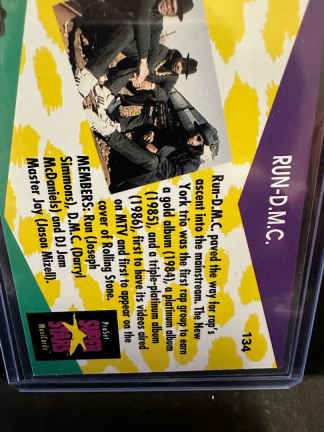 RUN-D.M.C.
134
Run-D.M.C. paved the way for rap's
ascent into the mainstream. The New
York trio was the first rap group to earn
a gold album (1984), a platinum album
(1985), and a triple-platinum album
(1986), first to have its videos aired
on MTV and first to appear on the
cover of Rolling Stone.
MEMBERS: Run (Joseph
Simmons), D.M.C. (Darryl
McDaniels) and DJ Jam
Master Jay (Jason Mizell).
ProSet
SUPER
STARS
MusiCards